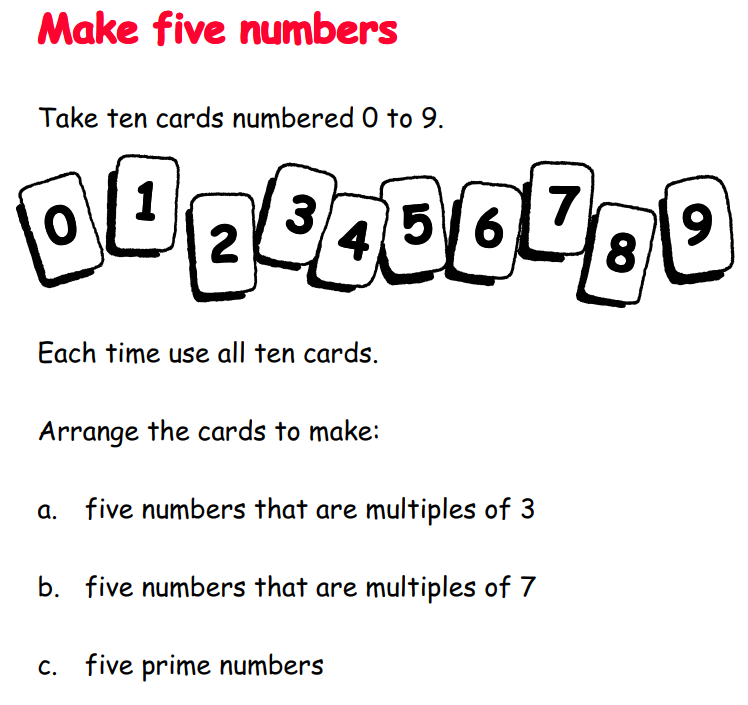 Make five numbers
Take ten cards numbered 0 to 9.
0 1 2 3 4 5 6 7 8 9
Each time use all ten cards.
Arrange the cards to make:
a. five numbers that are multiples of 3
b. five numbers that are multiples of 7
c. five prime numbers